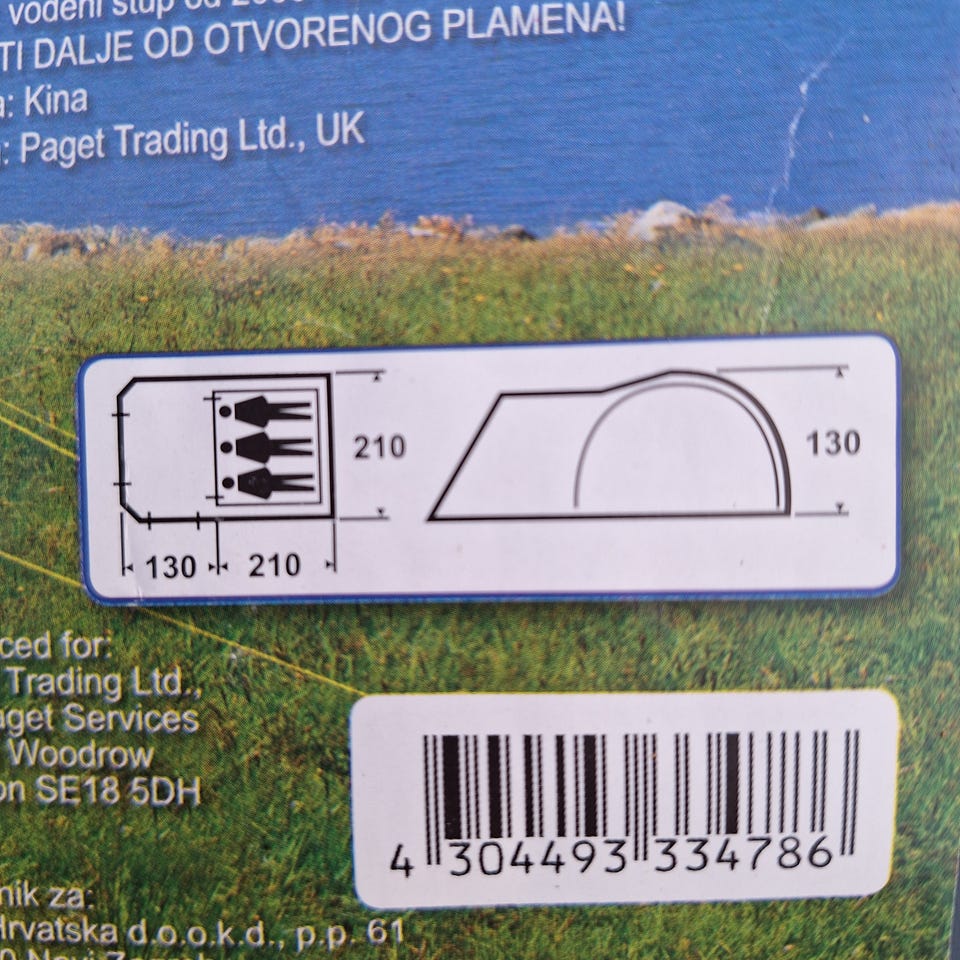 vodeni stup od
TI DALJE OD OTVORENOG PLAMENA!
a: Kina
: Paget Trading Ltd., UK
210
130
130
210
ced for:
Trading Ltd.,
aget Services
Woodrow
on SE18 5DH
4 304493 334786
nik za:
Hrvatska d.o.o.k.d., p.p. 61